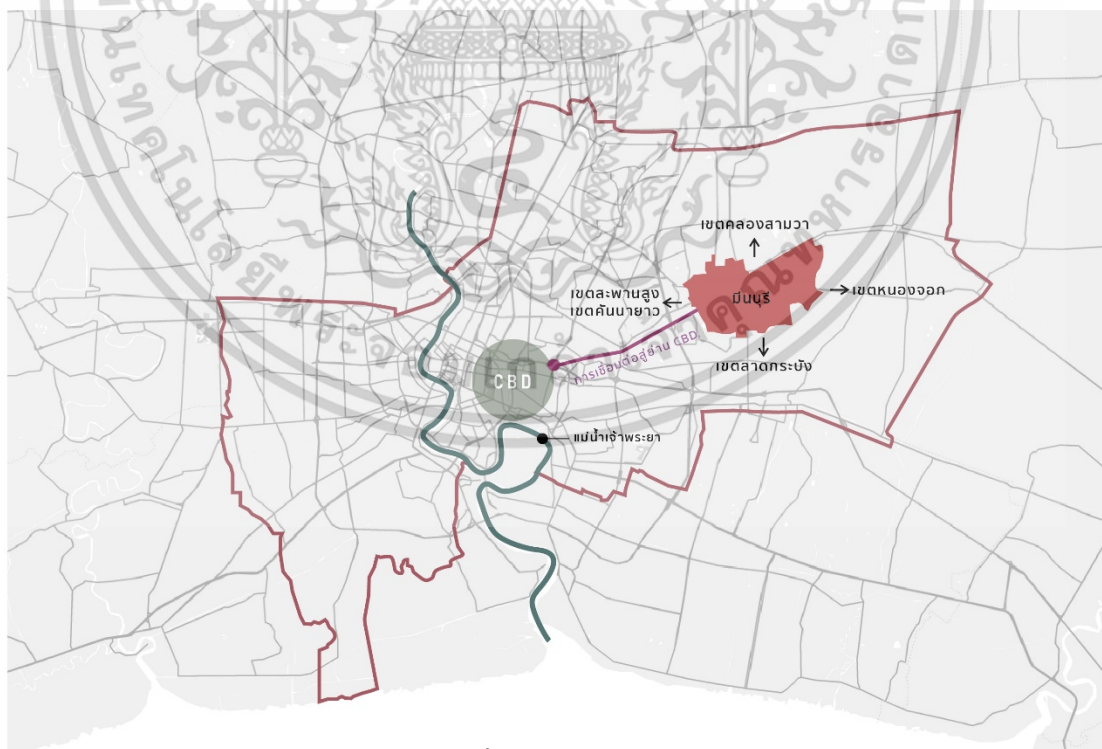 เขตคลองสามวา
เขตสะพานสูง
เขตคันนายาว
มีนบุรี
เขตหนองจอก
เขตลาดกระบัง
การเชื่อมต่อสู่ย่าน CBD
CBD
แม่น้ำเจ้าพระยา